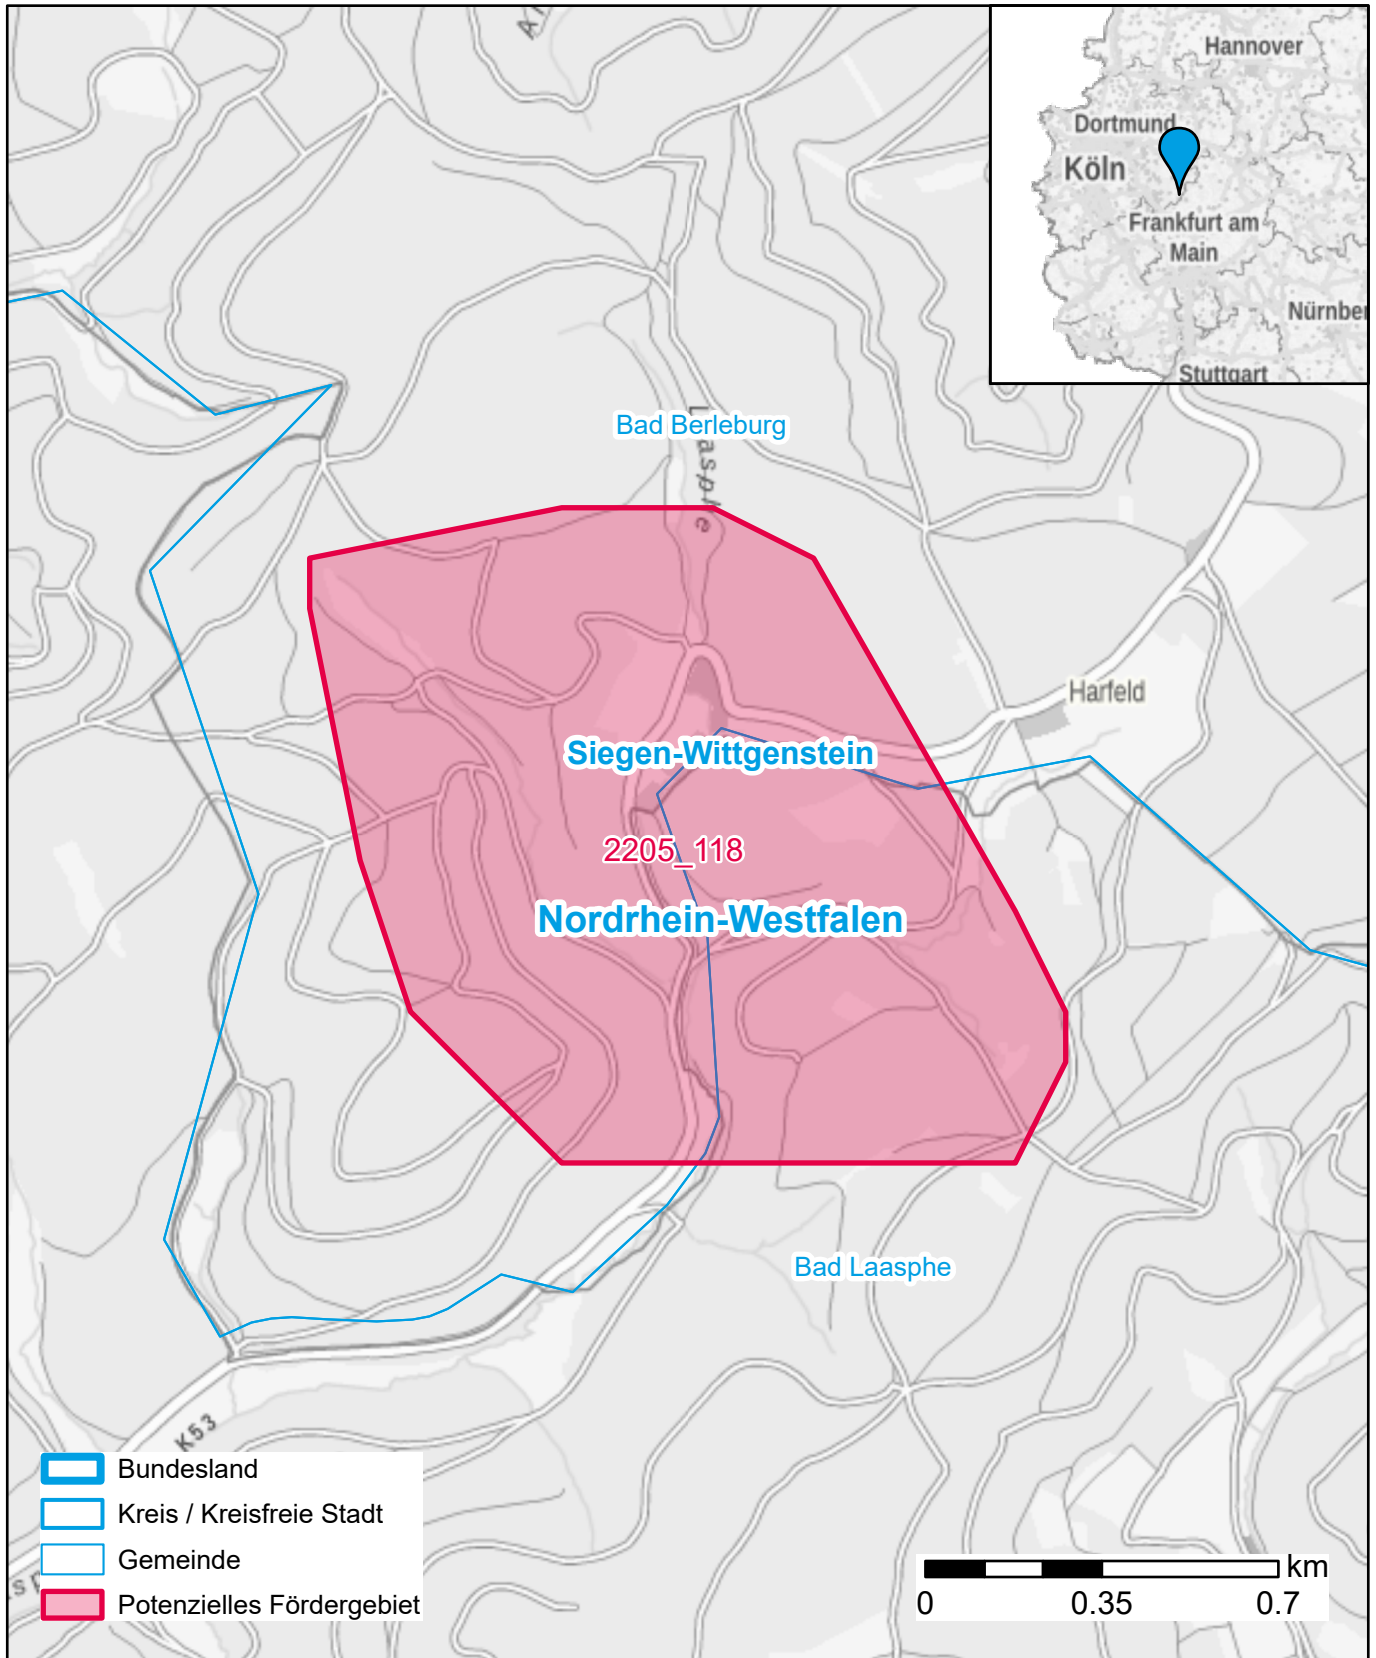 Hannover
Dortmund
Köln
Frankfurt am
Main
Stuttgart
Bad Berleburg
Laasphe
Harfeld
Siegen-Wittgenstein
2205_118
Nordrhein-Westfalen
Bad Laasphe
K53
Bundesland
Kreis / Kreisfreie Stadt
Gemeinde
Potenzielles Fördergebiet
km
0 0.35 0.7